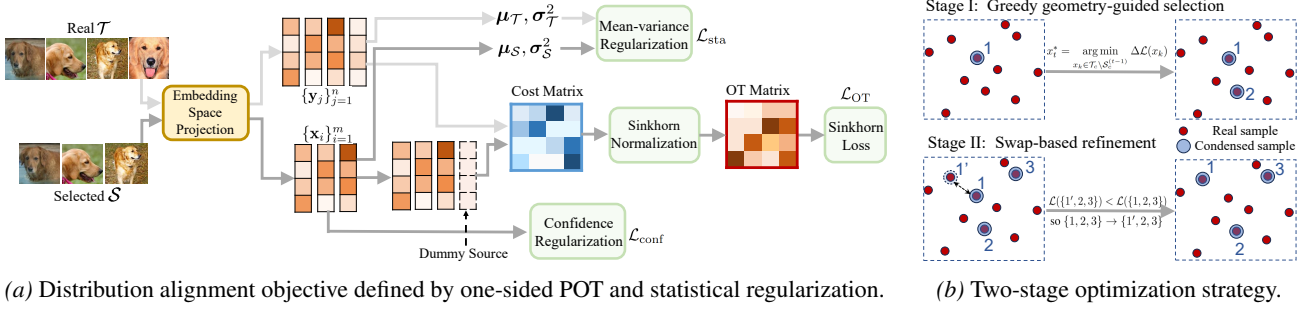 Real 𝒯
Embedding
Space
Projection
Selected 𝒮
{y_j}_{j=1}^n
{x_i}_{i=1}^m
μ_𝒯, σ²_𝒯
μ_𝒮, σ²_𝒮
Mean-variance
Regularization
ℒ_sta
Cost Matrix
Sinkhorn
Normalization
OT Matrix
ℒ_OT
Sinkhorn
Loss
Dummy Source
Confidence
Regularization
ℒ_conf
(a) Distribution alignment objective defined by one-sided POT and statistical regularization.
Stage I: Greedy geometry-guided selection
1
x_t^* = arg min_{x_k∈𝒯_c\𝒮_c^{(t−1)}} Δℒ(x_k)
1
2
Real sample
Condensed sample
Stage II: Swap-based refinement
1'
1
3
2
ℒ({1′, 2, 3}) < ℒ({1, 2, 3})
so {1, 2, 3} → {1′, 2, 3}
1
3
2
(b) Two-stage optimization strategy.